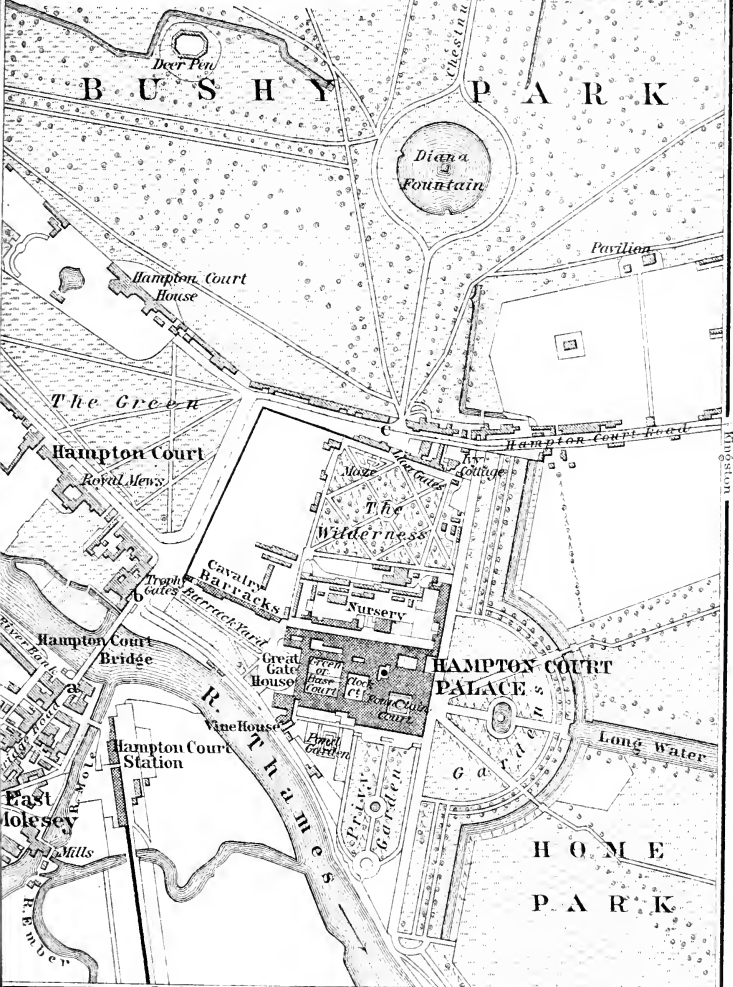 Deer Pen
BUSHY PARK
Chestnu
Diana
Fountain
Pavilion
Hampton Court
House
The Green
Hampton Court
Royal Mews
C
Hampton Court Road
Kingston
Maze
Lion Gates
Cottage
The
Wilderness
Cavalry
Barracks
Trophy
Gates
b
Barrack Yard
Nursery
Hampton Court
Bridge
River Bank
a
Bridge Road
Great
Gate
House
Green
or Base
Court
Clock
Ct.
Fountain
Court
HAMPTON COURT
PALACE
Gardens
Long Water
R. Thames
Vine House
Pond
Garden
Privy
Garden
Hampton Court
Station
East
Molesey
R. Mole
Mills
R. Ember
HOME
PARK